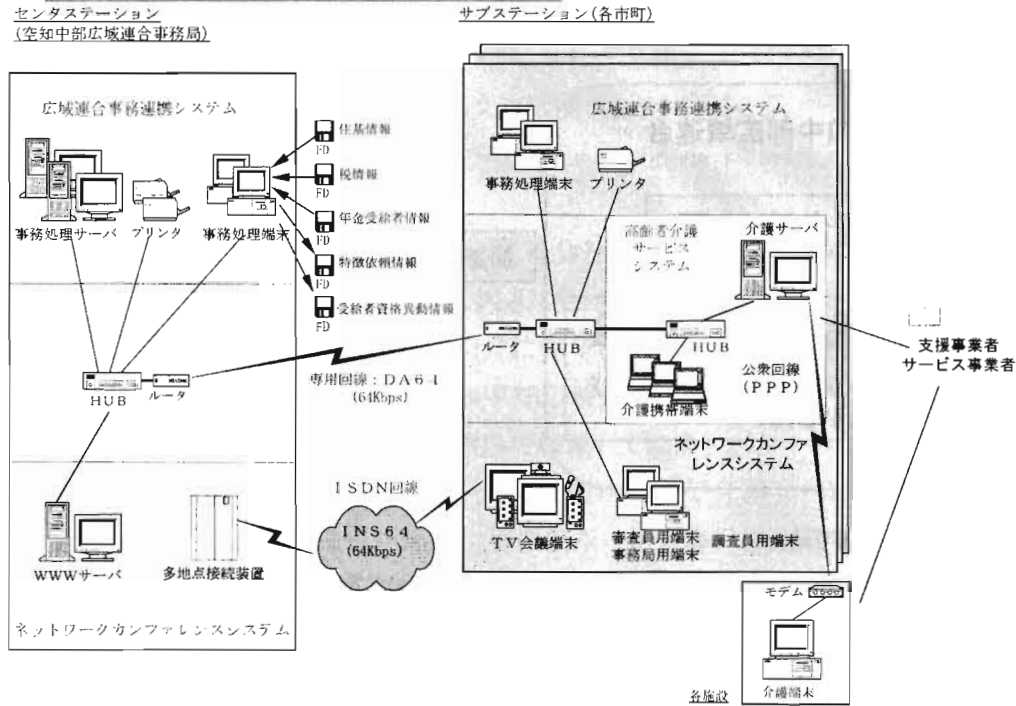 センタステーション
(空知中部広域連合事務局)
広域連合事務連携システム
事務処理サーバ
プリンタ
事務処理端末
FD
住基情報
FD
税情報
FD
年金受給者情報
FD
特徴依頼情報
FD
受給者資格異動情報
HUB
ルータ
専用回線:DA64
(64Kbps)
WWWサーバ
多地点接続装置
ネットワークカンファレンスシステム
ISDN回線
INS64
(64Kbps)
サブステーション(各市町)
広域連合事務連携システム
事務処理端末
プリンタ
高齢者介護
サービス
システム
介護サーバ
ルータ
HUB
HUB
介護携帯端末
公衆回線
(PPP)
ネットワークカンファ
レンスシステム
TV会議端末
審査員用端末
事務局用端末
調査員用端末
支援事業者
サービス事業者
モデム
介護端末
各施設